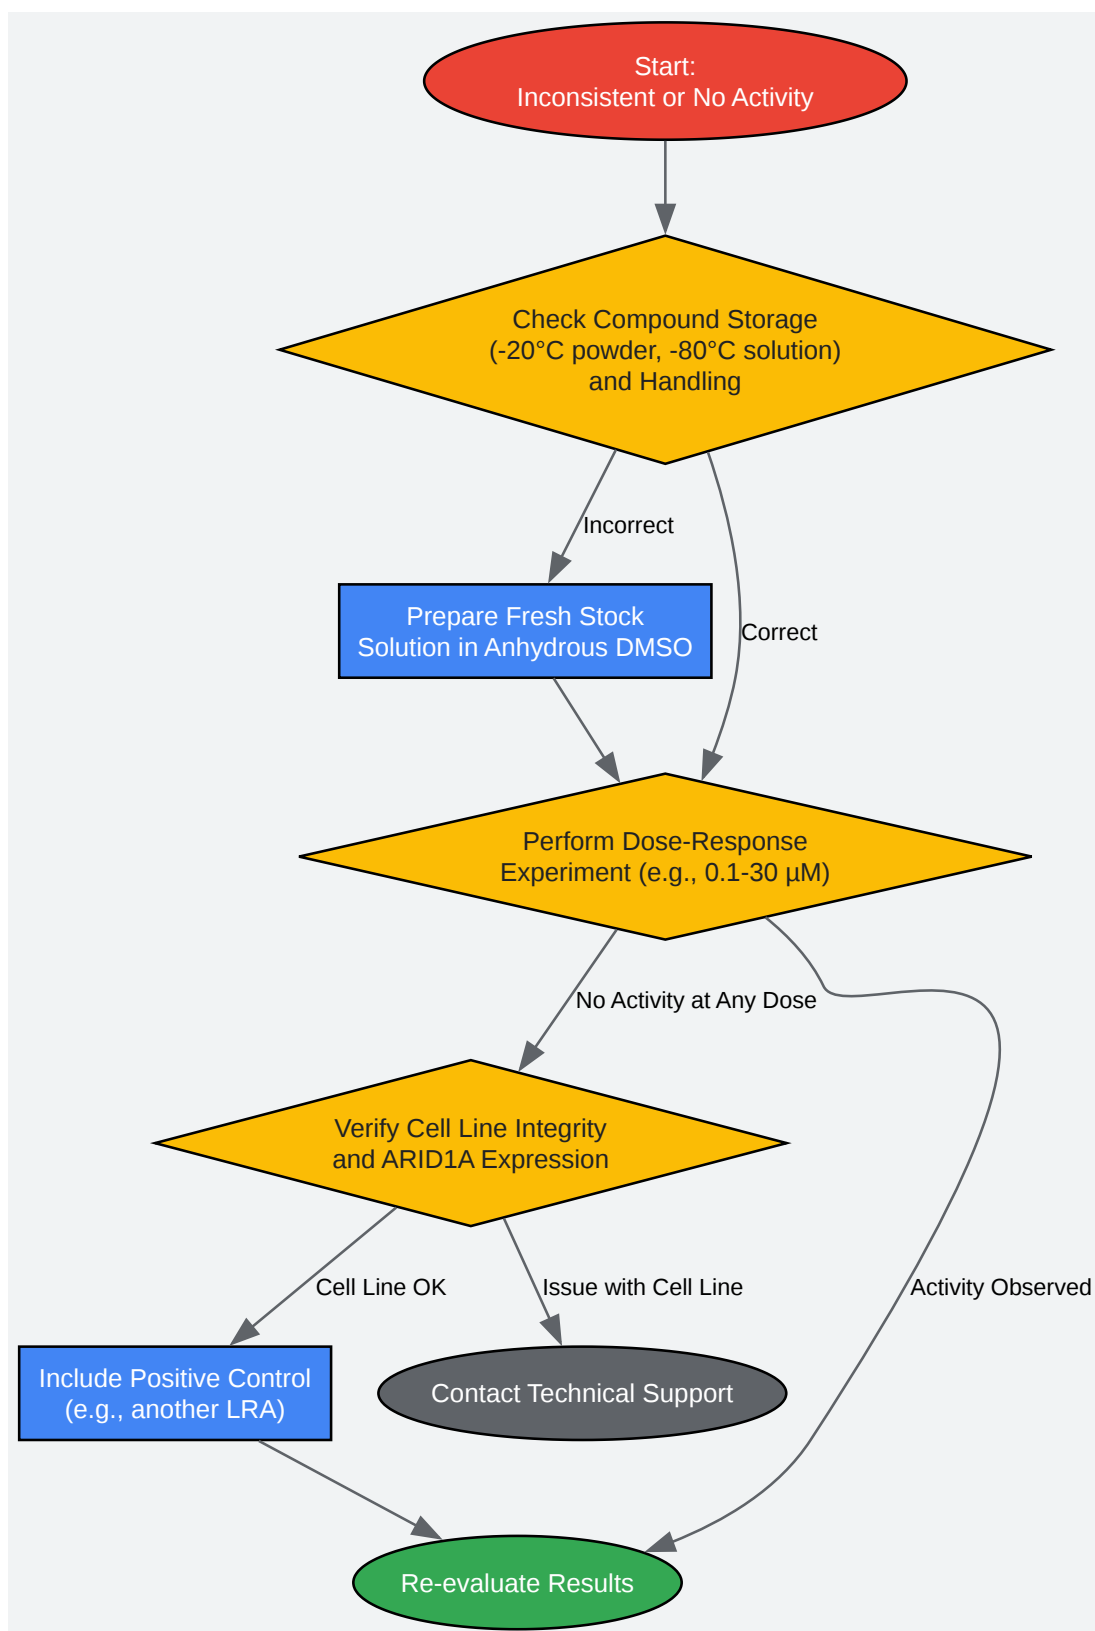 Start:
Inconsistent or No Activity
Check Compound Storage
(-20°C powder, -80°C solution)
and Handling
Incorrect
Prepare Fresh Stock
Solution in Anhydrous DMSO
Correct
Perform Dose-Response
Experiment (e.g., 0.1-30 µM)
No Activity at Any Dose
Verify Cell Line Integrity
and ARID1A Expression
Cell Line OK
Issue with Cell Line
Activity Observed
Include Positive Control
(e.g., another LRA)
Contact Technical Support
Re-evaluate Results